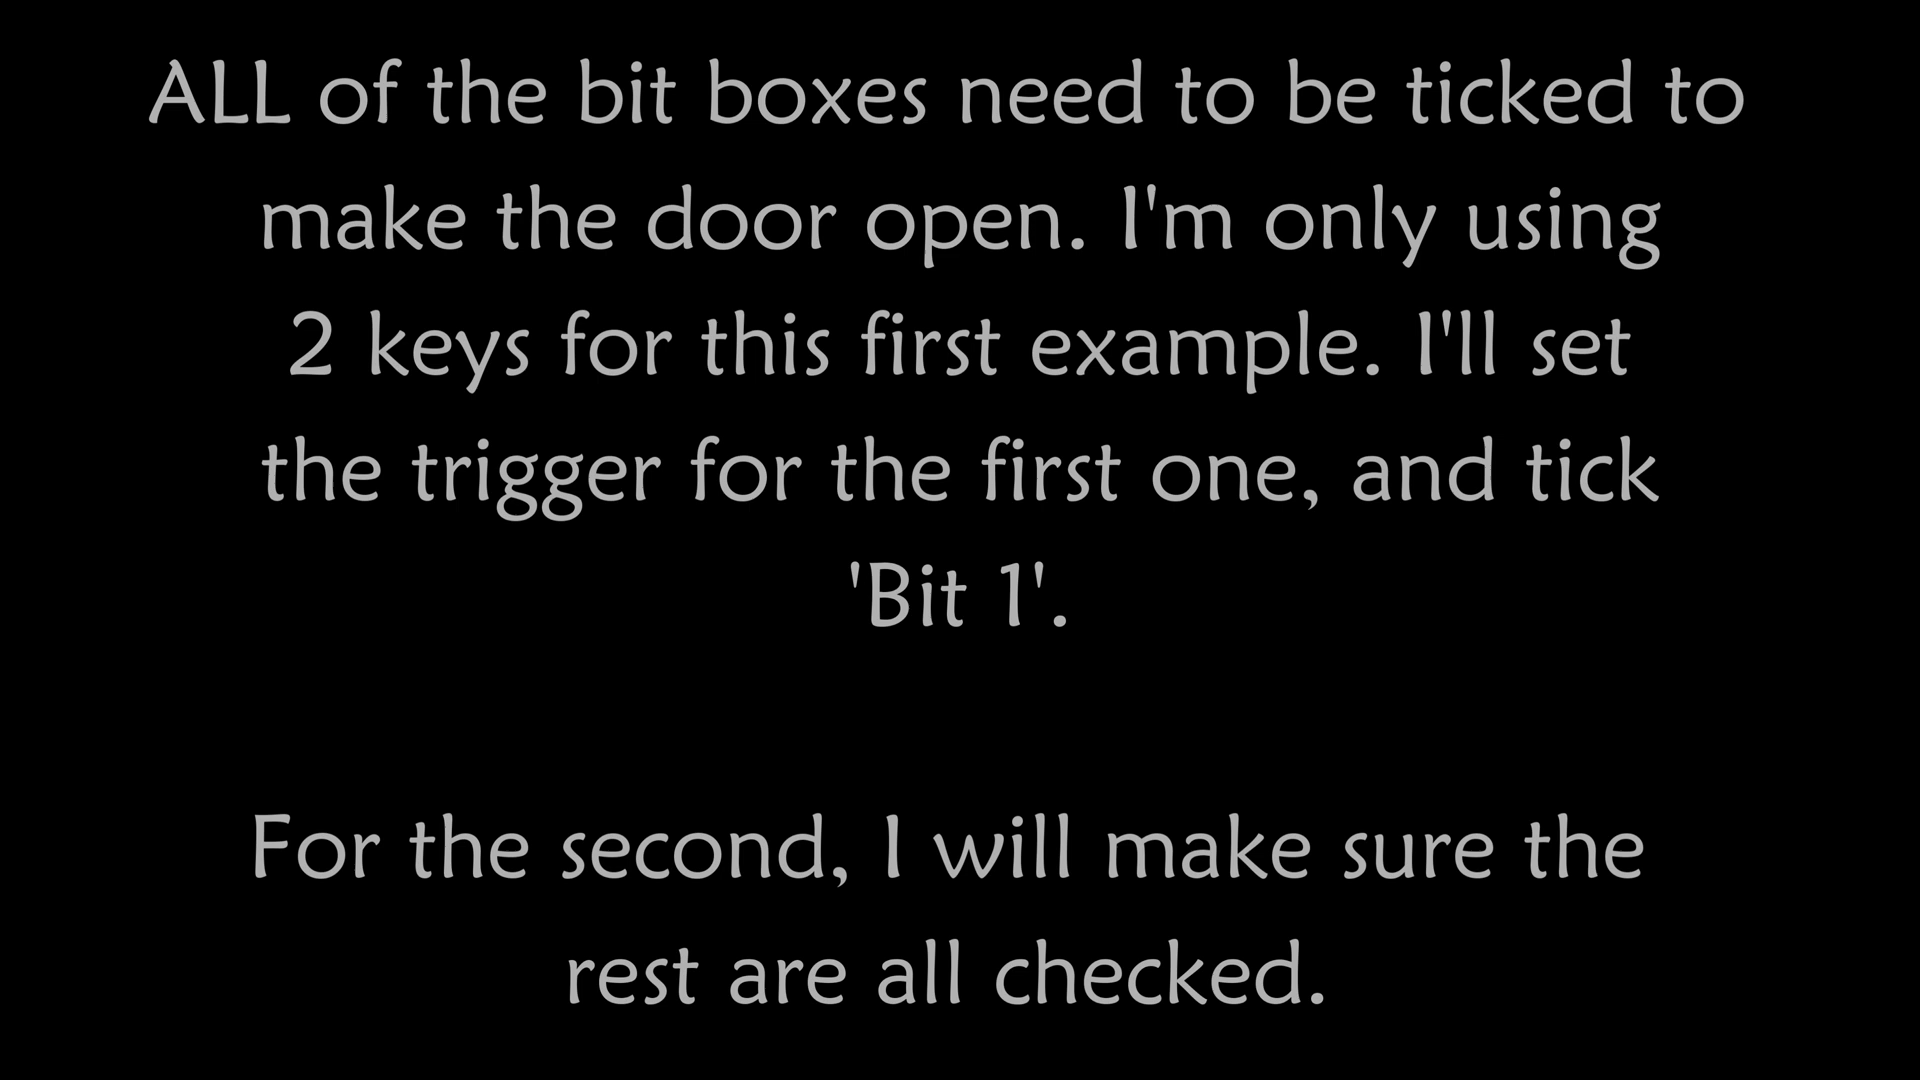 ALL of the bit boxes need to be ticked to
make the door open. I'm only using
2 keys for this first example. I'll set
the trigger for the first one, and tick
'Bit 1'.
For the second, I will make sure the
rest are all checked.